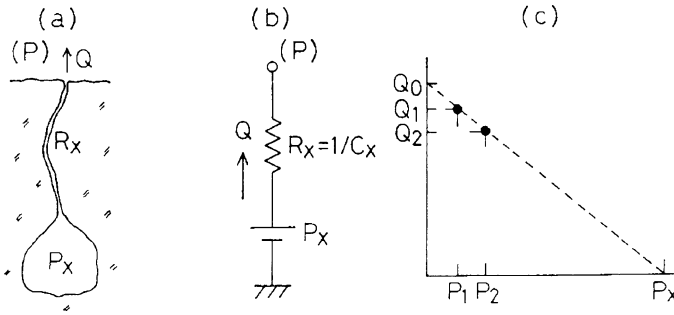 (a)
(P) Q
Rx
Px
(b)
(P)
Q
Rx=1/Cx
Px
(c)
Q0
Q1
Q2
P1 P2 Px